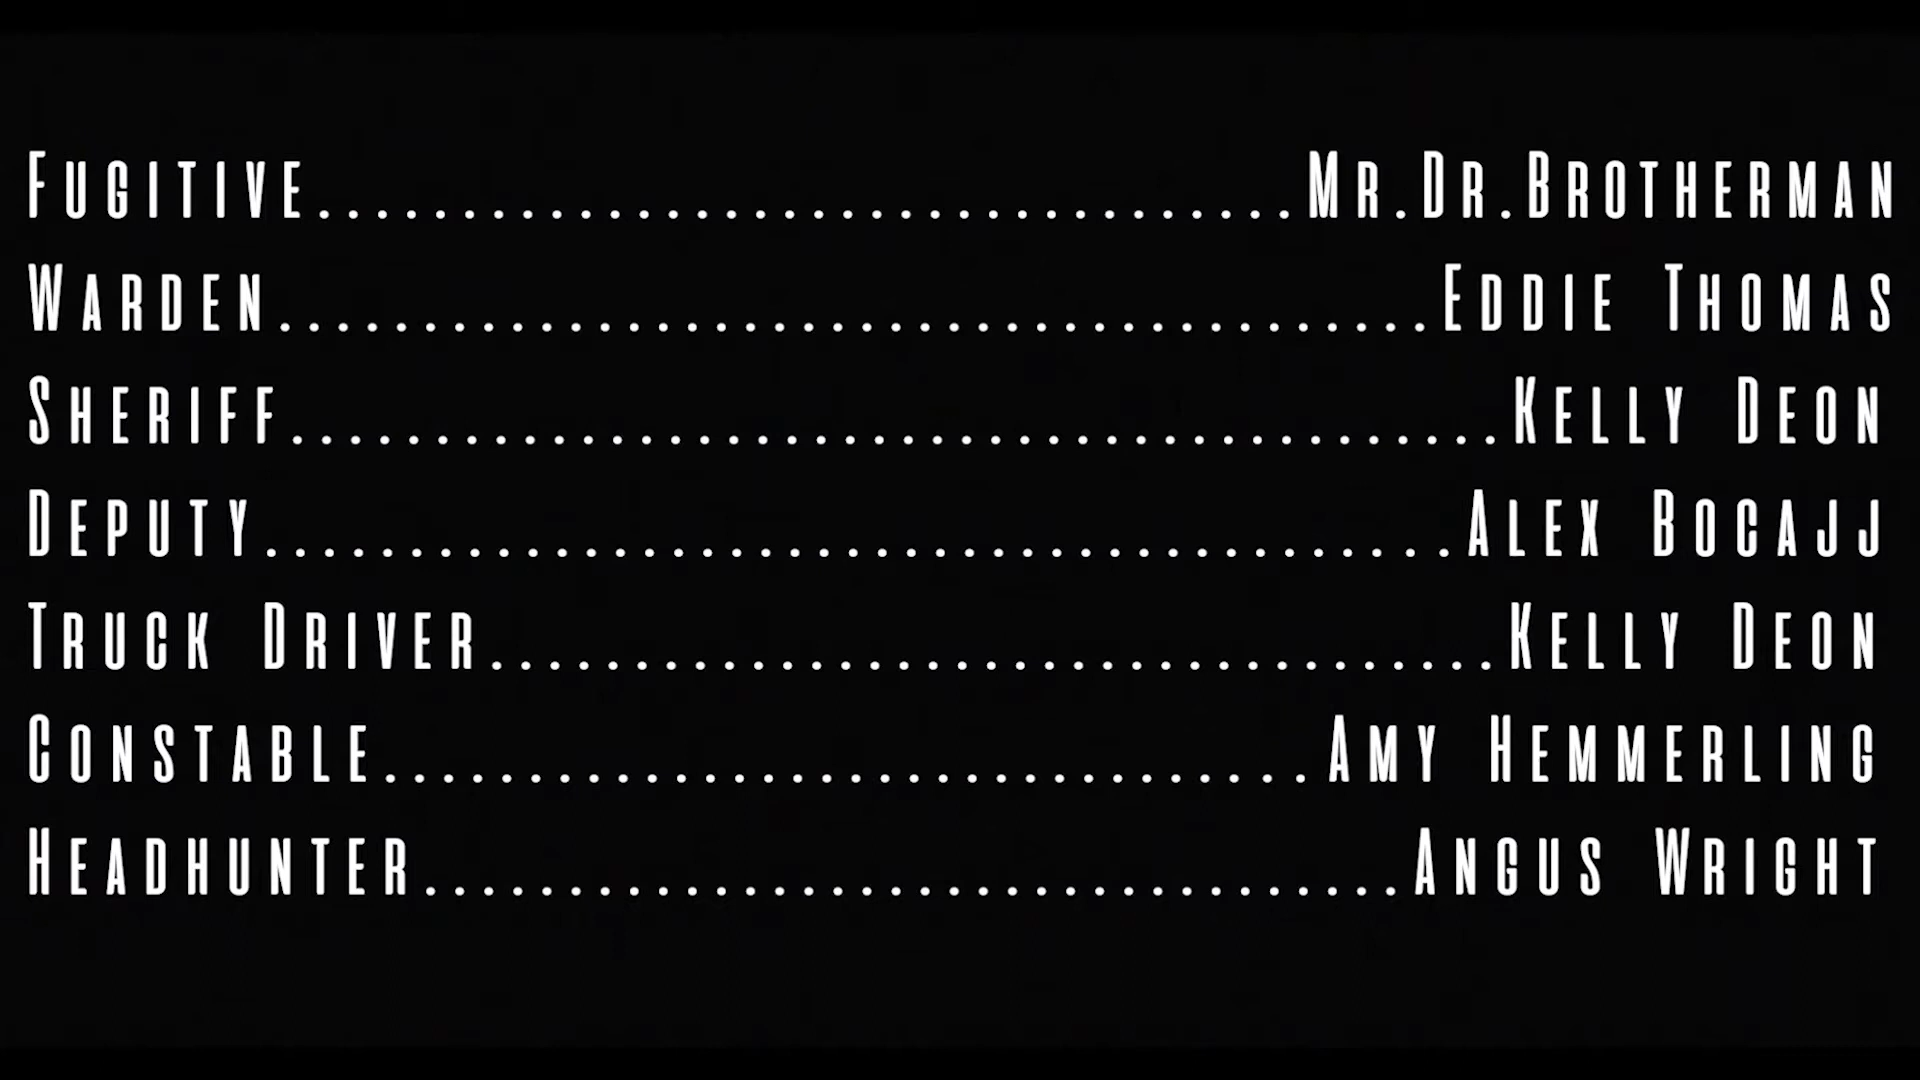 Fugitive..................................Mr.Dr.Brotherman
Warden........................................Eddie Thomas
Sheriff..........................................Kelly Deon
Deputy.........................................Alex Bocajj
Truck Driver...................................Kelly Deon
Constable................................Amy Hemmerling
Headhunter..................................Angus Wright